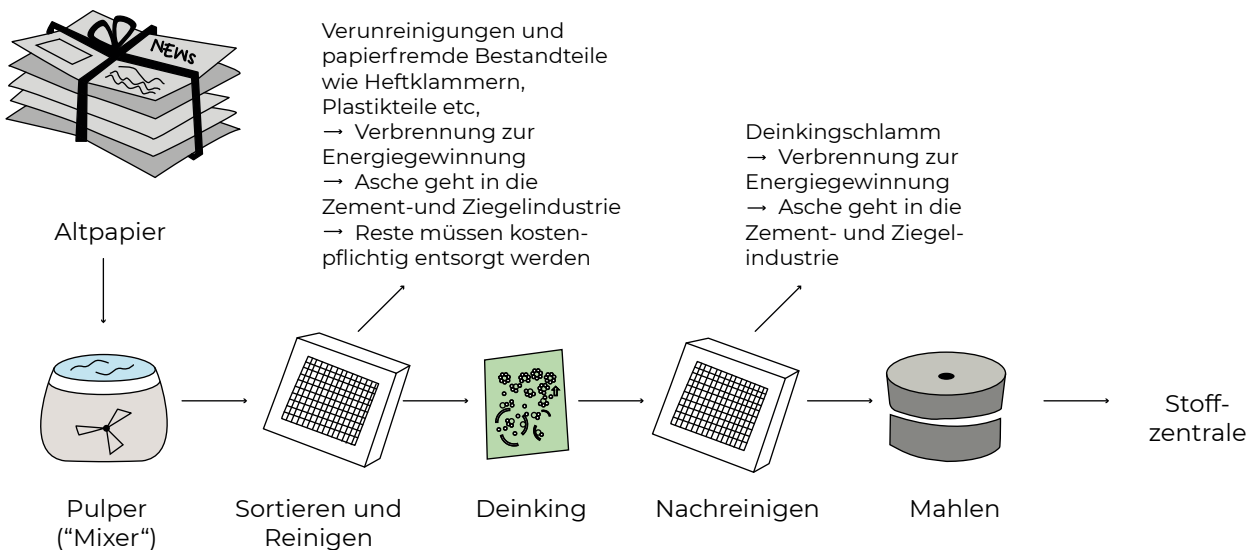 NEWS
Altpapier
Verunreinigungen und
papierfremde Bestandteile
wie Heftklammern,
Plastikteile etc,
→ Verbrennung zur
Energiegewinnung
→ Asche geht in die
Zement-und Ziegelindustrie
→ Reste müssen kosten-
pflichtig entsorgt werden
Deinkingschlamm
→ Verbrennung zur
Energiegewinnung
→ Asche geht in die
Zement- und Ziegel-
industrie
Pulper
(“Mixer“)
Sortieren und
Reinigen
Deinking
Nachreinigen
Mahlen
Stoff-
zentrale